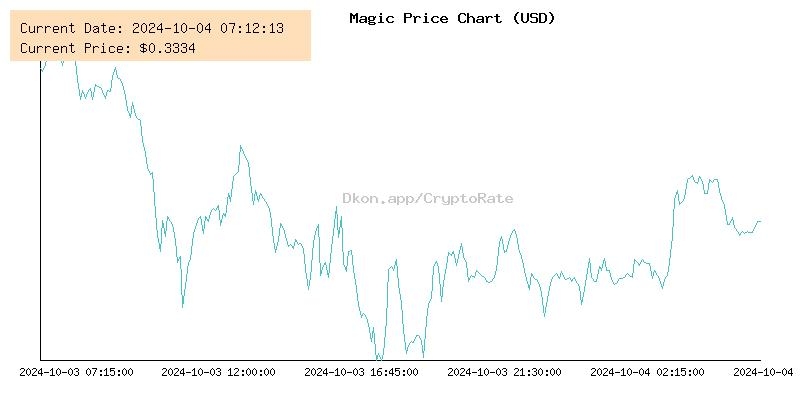 Magic Price Chart (USD)
Current Date: 2024-10-04 07:12:13
Current Price: $0.3334
Dkon.app/CryptoRate
2024-10-03 07:15:00 2024-10-03 12:00:00 2024-10-03 16:45:00 2024-10-03 21:30:00 2024-10-04 02:15:00 2024-10-04